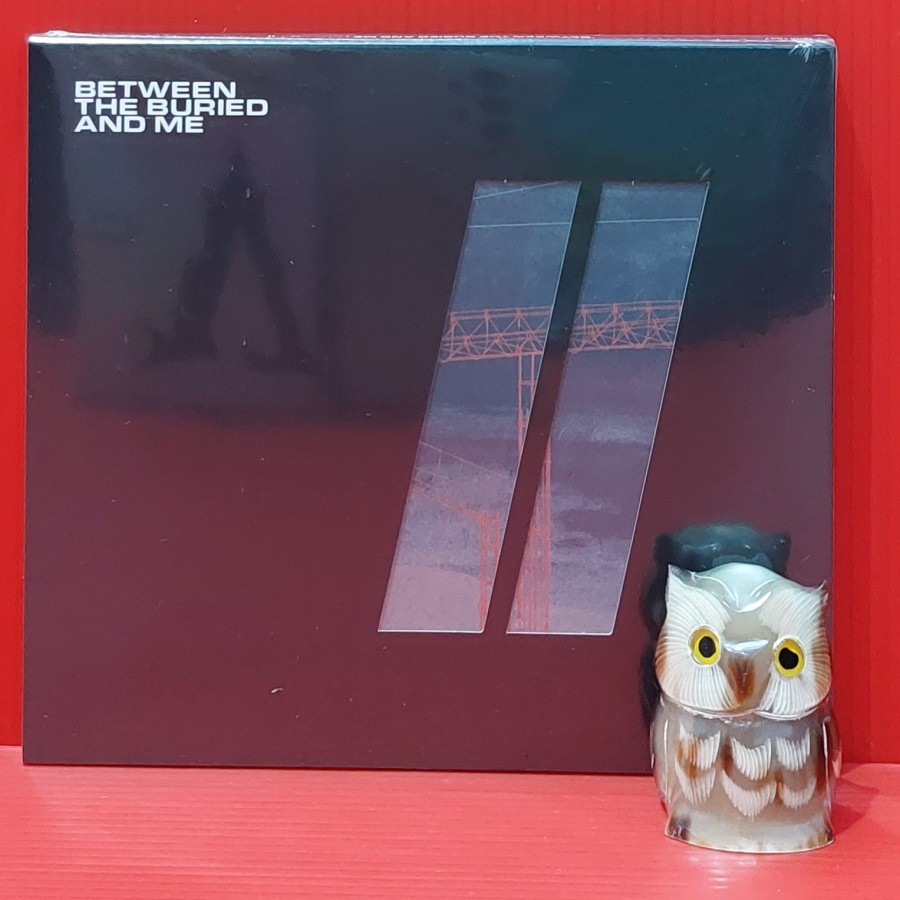 BETWEEN
THE BURIED
AND ME